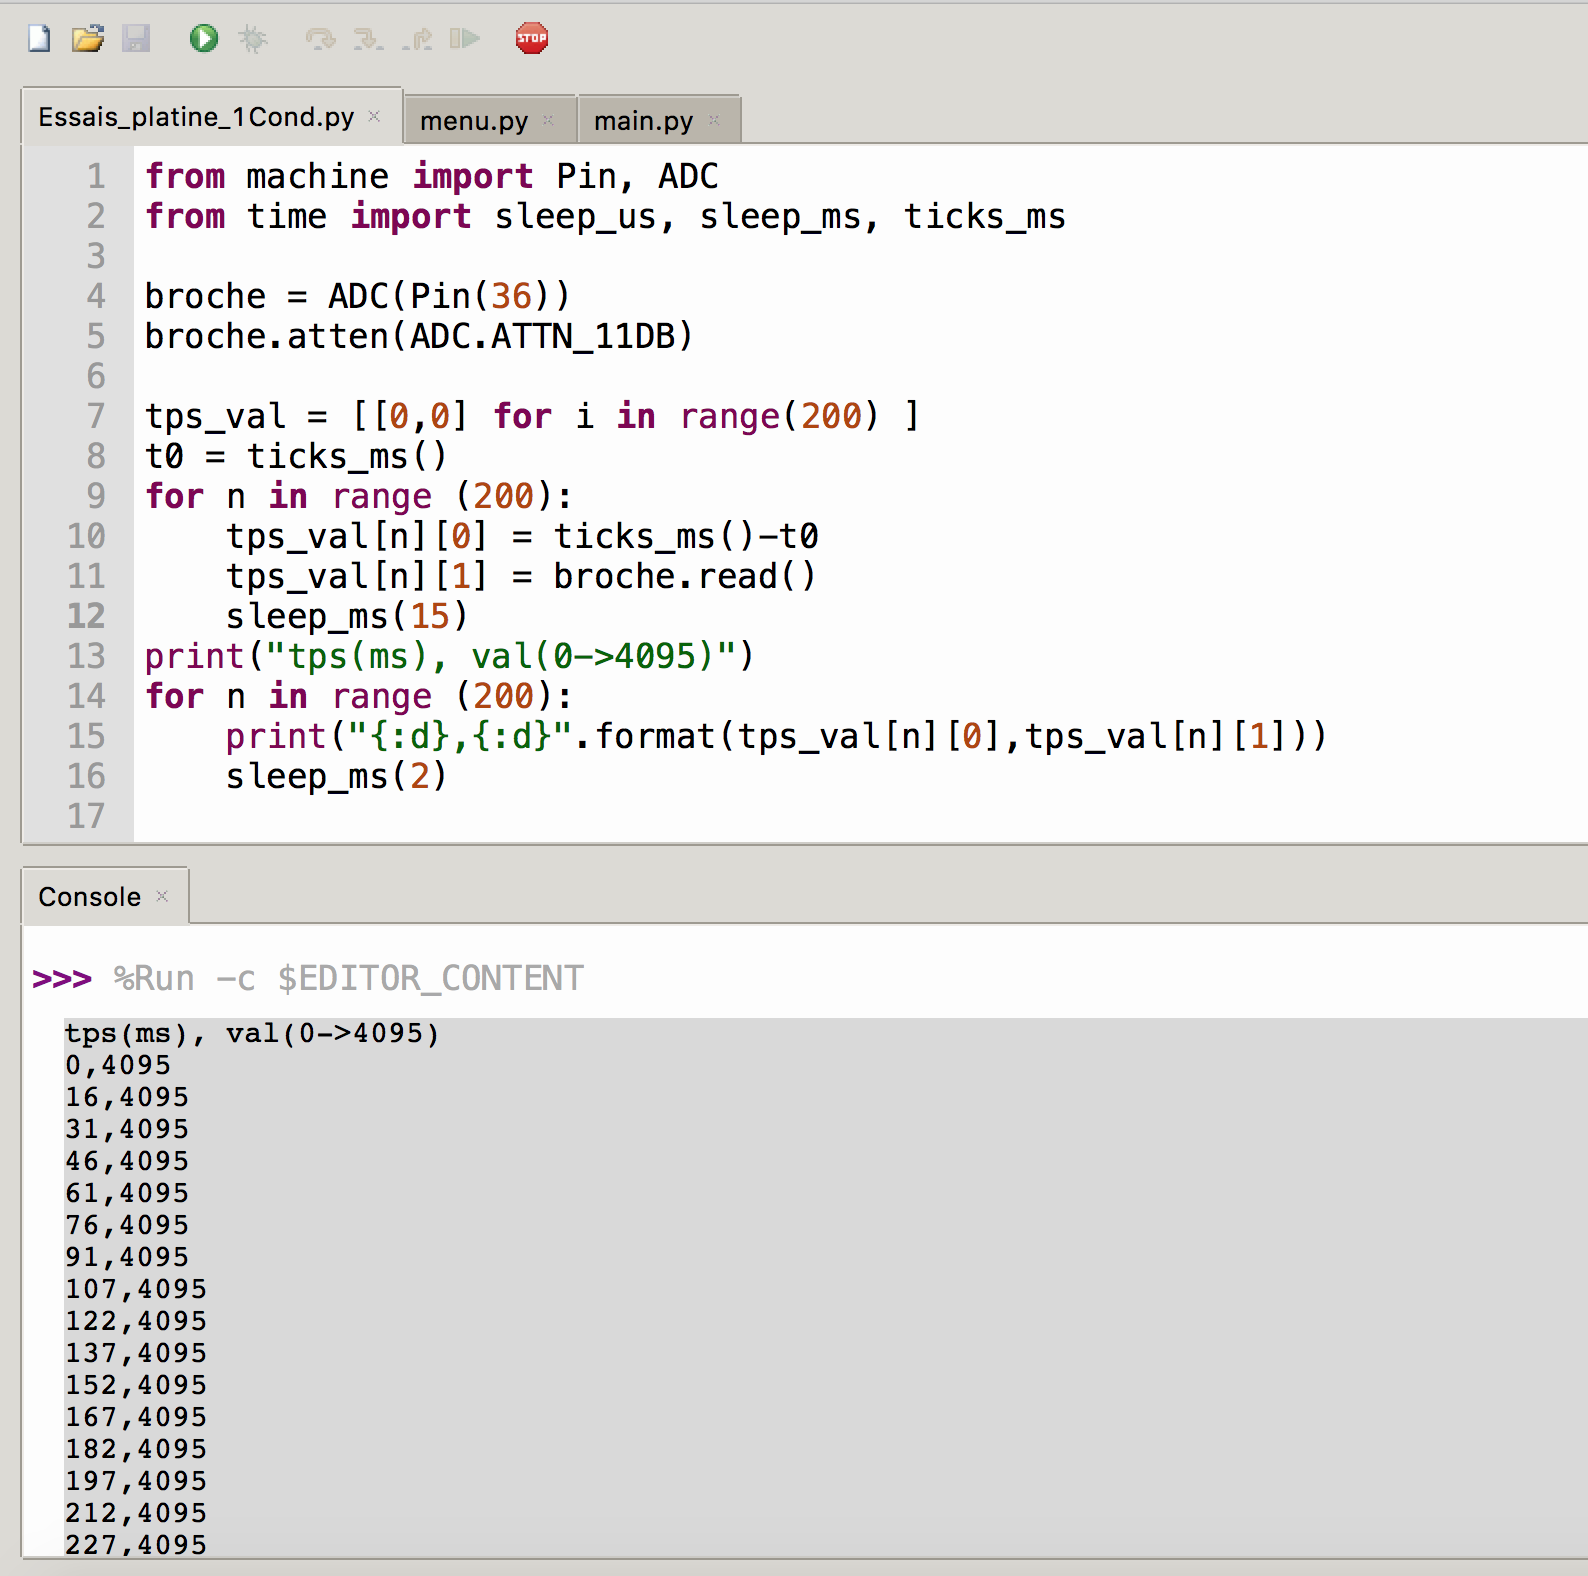 STOP
Essais_platine_1Cond.py menu.py main.py
1 from machine import Pin, ADC
2 from time import sleep_us, sleep_ms, ticks_ms
3
4 broche = ADC(Pin(36))
5 broche.atten(ADC.ATTN_11DB)
6
7 tps_val = [[0,0] for i in range(200) ]
8 t0 = ticks_ms()
9 for n in range (200):
10     tps_val[n][0] = ticks_ms()-t0
11     tps_val[n][1] = broche.read()
12     sleep_ms(15)
13 print("tps(ms), val(0->4095)")
14 for n in range (200):
15     print("{:d},{:d}".format(tps_val[n][0],tps_val[n][1]))
16     sleep_ms(2)
17
Console
>>> %Run -c $EDITOR_CONTENT
tps(ms), val(0->4095)
0,4095
16,4095
31,4095
46,4095
61,4095
76,4095
91,4095
107,4095
122,4095
137,4095
152,4095
167,4095
182,4095
197,4095
212,4095
227,4095